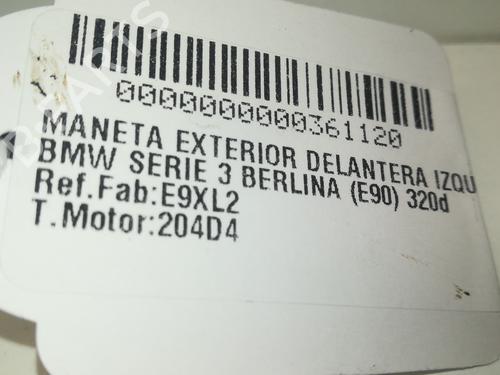 0000000000361120
MANETA EXTERIOR DELANTERA IZQU
BMW SERIE 3 BERLINA (E90) 320d
Ref.Fab:E9XL2
T.Motor:204D4